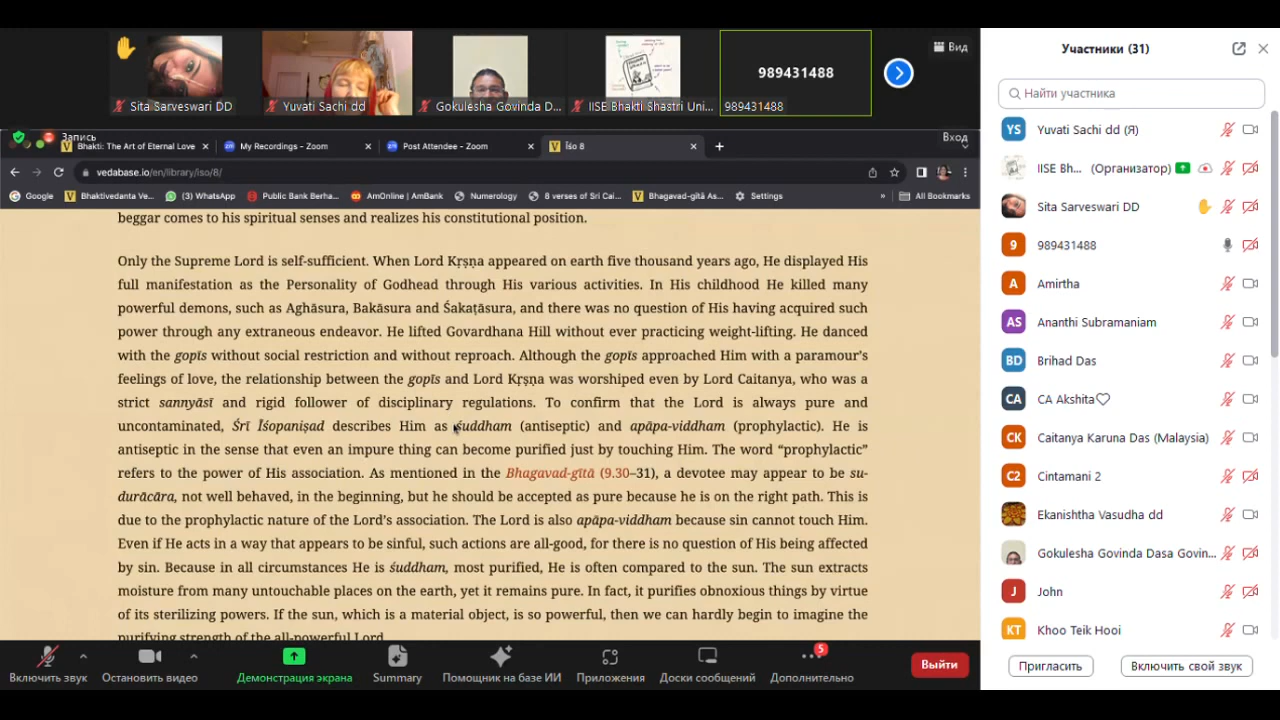 Sita Sarveswari DD
Yuvati Sachi dd
Gokulesha Govinda D...
IISE Bhakti Shastri Uni...
989431488
989431488
Вид
Запись
Вход
Bhakti: The Art of Eternal Love
My Recordings - Zoom
Post Attendee - Zoom
Īśo 8
vedabase.io/en/library/iso/8/
Google
Bhaktivedanta Ve...
(3) WhatsApp
Public Bank Berha...
AmOnline | AmBank
Numerology
8 verses of Sri Cai...
Bhagavad-gītā As...
Settings
»
All Bookmarks
beggar comes to his spiritual senses and realizes his constitutional position.
Only the Supreme Lord is self-sufficient. When Lord Kṛṣṇa appeared on earth five thousand years ago, He displayed His
full manifestation as the Personality of Godhead through His various activities. In His childhood He killed many
powerful demons, such as Aghāsura, Bakāsura and Śakaṭāsura, and there was no question of His having acquired such
power through any extraneous endeavor. He lifted Govardhana Hill without ever practicing weight-lifting. He danced
with the gopīs without social restriction and without reproach. Although the gopīs approached Him with a paramour’s
feelings of love, the relationship between the gopīs and Lord Kṛṣṇa was worshiped even by Lord Caitanya, who was a
strict sannyāsī and rigid follower of disciplinary regulations. To confirm that the Lord is always pure and
uncontaminated, Śrī Īśopaniṣad describes Him as śuddham (antiseptic) and apāpa-viddham (prophylactic). He is
antiseptic in the sense that even an impure thing can become purified just by touching Him. The word “prophylactic”
refers to the power of His association. As mentioned in the Bhagavad-gītā (9.30–31), a devotee may appear to be su-
durācāra, not well behaved, in the beginning, but he should be accepted as pure because he is on the right path. This is
due to the prophylactic nature of the Lord’s association. The Lord is also apāpa-viddham because sin cannot touch Him.
Even if He acts in a way that appears to be sinful, such actions are all-good, for there is no question of His being affected
by sin. Because in all circumstances He is śuddham, most purified, He is often compared to the sun. The sun extracts
moisture from many untouchable places on the earth, yet it remains pure. In fact, it purifies obnoxious things by virtue
of its sterilizing powers. If the sun, which is a material object, is so powerful, then we can hardly begin to imagine the
purifying strength of the all-powerful Lord.
Включить звук
Остановить видео
Демонстрация экрана
Summary
Помощник на базе ИИ
Приложения
Доски сообщений
5
Дополнительно
Выйти
Участники (31)
Найти участника
YS Yuvati Sachi dd (Я)
IISE Bh... (Организатор)
Sita Sarveswari DD
9 989431488
A Amirtha
AS Ananthi Subramaniam
BD Brihad Das
CA CA Akshita♡
CK Caitanya Karuna Das (Malaysia)
C2 Cintamani 2
Ekanishtha Vasudha dd
Gokulesha Govinda Dasa Govin...
J John
KT Khoo Teik Hooi
Пригласить
Включить свой звук